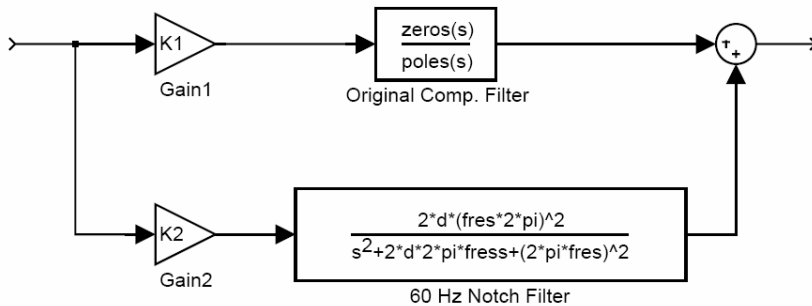 K1
Gain1
zeros(s)
poles(s)
Original Comp. Filter
+
+
K2
Gain2
2*d*(fres*2*pi)^2
s^2+2*d*2*pi*fress+(2*pi*fres)^2
60 Hz Notch Filter